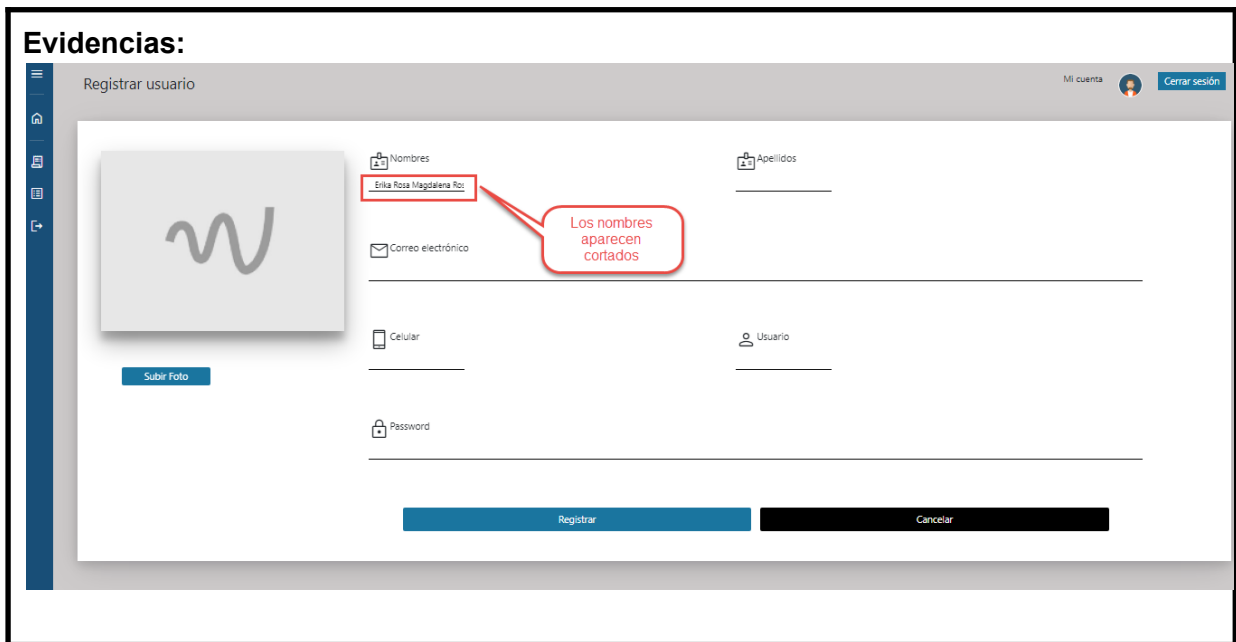 Evidencias:
Registrar usuario
Mi cuenta
Cerrar sesión
Nombres
Apellidos
Erika Rosa Magdalena Ros
Los nombres
aparecen
cortados
Correo electrónico
Celular
Usuario
Subir Foto
Password
Registrar
Cancelar